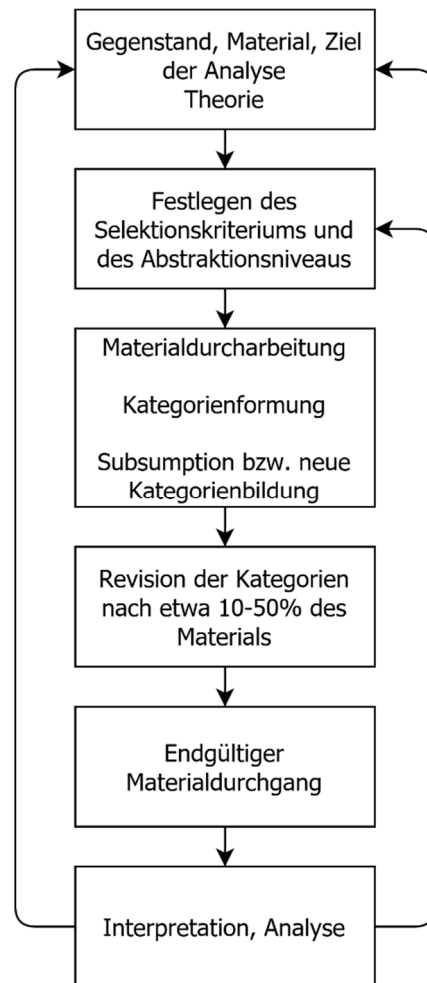 Gegenstand, Material, Ziel
der Analyse
Theorie
Festlegen des
Selektionskriteriums und
des Abstraktionsniveaus
Materialdurcharbeitung
Kategorienformung
Subsumption bzw. neue
Kategorienbildung
Revision der Kategorien
nach etwa 10-50% des
Materials
Endgültiger
Materialdurchgang
Interpretation, Analyse